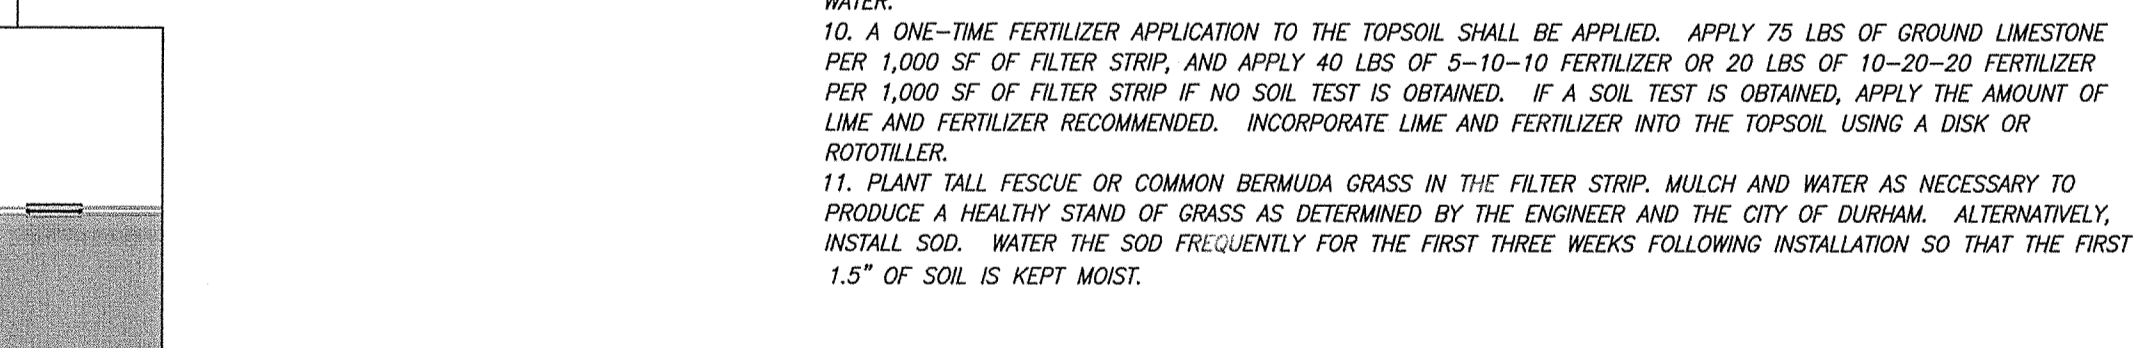 WATER.
10. A ONE-TIME FERTILIZER APPLICATION TO THE TOPSOIL SHALL BE APPLIED. APPLY 75 LBS OF GROUND LIMESTONE
PER 1,000 SF OF FILTER STRIP, AND APPLY 40 LBS OF 5-10-10 FERTILIZER OR 20 LBS OF 10-20-20 FERTILIZER
PER 1,000 SF OF FILTER STRIP IF NO SOIL TEST IS OBTAINED. IF A SOIL TEST IS OBTAINED, APPLY THE AMOUNT OF
LIME AND FERTILIZER RECOMMENDED. INCORPORATE LIME AND FERTILIZER INTO THE TOPSOIL USING A DISK OR
ROTOTILLER.
11. PLANT TALL FESCUE OR COMMON BERMUDA GRASS IN THE FILTER STRIP. MULCH AND WATER AS NECESSARY TO
PRODUCE A HEALTHY STAND OF GRASS AS DETERMINED BY THE ENGINEER AND THE CITY OF DURHAM. ALTERNATIVELY,
INSTALL SOD. WATER THE SOD FREQUENTLY FOR THE FIRST THREE WEEKS FOLLOWING INSTALLATION SO THAT THE FIRST
1.5" OF SOIL IS KEPT MOIST.